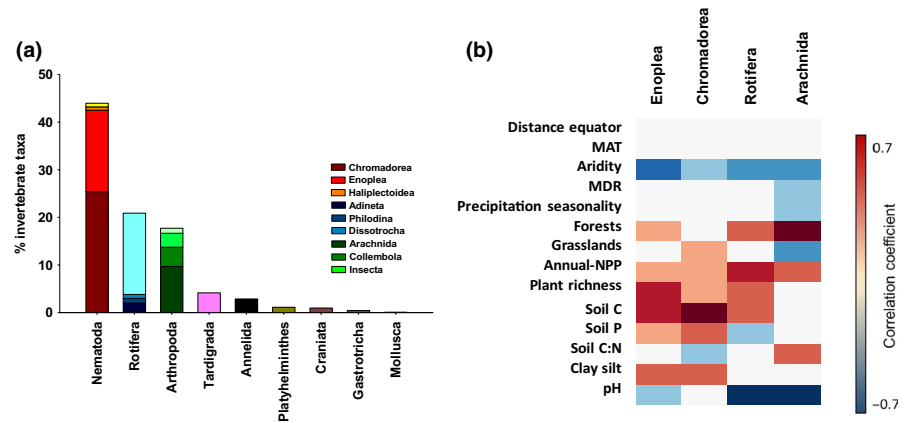 (a)
50
40
30
20
10
0
% invertebrate taxa
Chromadorea
Enoplea
Haliplectoidea
Adineta
Philodina
Dissotrocha
Arachnida
Collembola
Insecta
Nematoda
Rotifera
Arthropoda
Tardigrada
Annelida
Platyhelminthes
Craniata
Gastrotricha
Mollusca
(b)
Enoplea
Chromadorea
Rotifera
Arachnida
Distance equator
MAT
Aridity
MDR
Precipitation seasonality
Forests
Grasslands
Annual-NPP
Plant richness
Soil C
Soil P
Soil C:N
Clay silt
pH
0.7
Correlation coefficient
−0.7